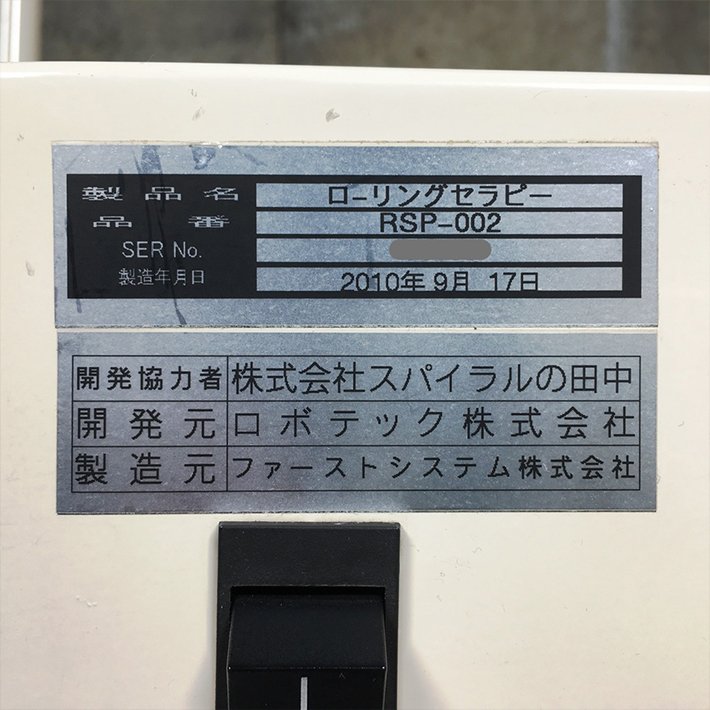 製品名 ローリングセラピー
品番 RSP-002
SER No.
製造年月日 2010年 9月 17日
開発協力者 株式会社スパイラルの田中
開発元 ロボテック株式会社
製造元 ファーストシステム株式会社